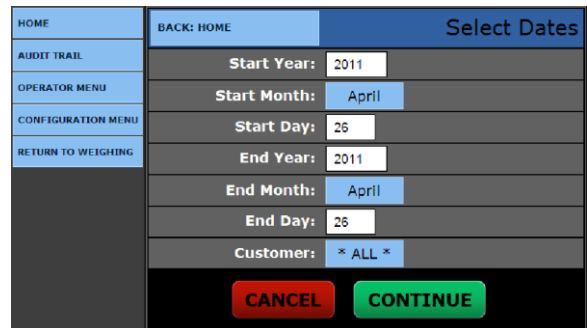 HOME
AUDIT TRAIL
OPERATOR MENU
CONFIGURATION MENU
RETURN TO WEIGHING
BACK: HOME
Select Dates
Start Year: 2011
Start Month: April
Start Day: 26
End Year: 2011
End Month: April
End Day: 26
Customer: * ALL *
CANCEL CONTINUE